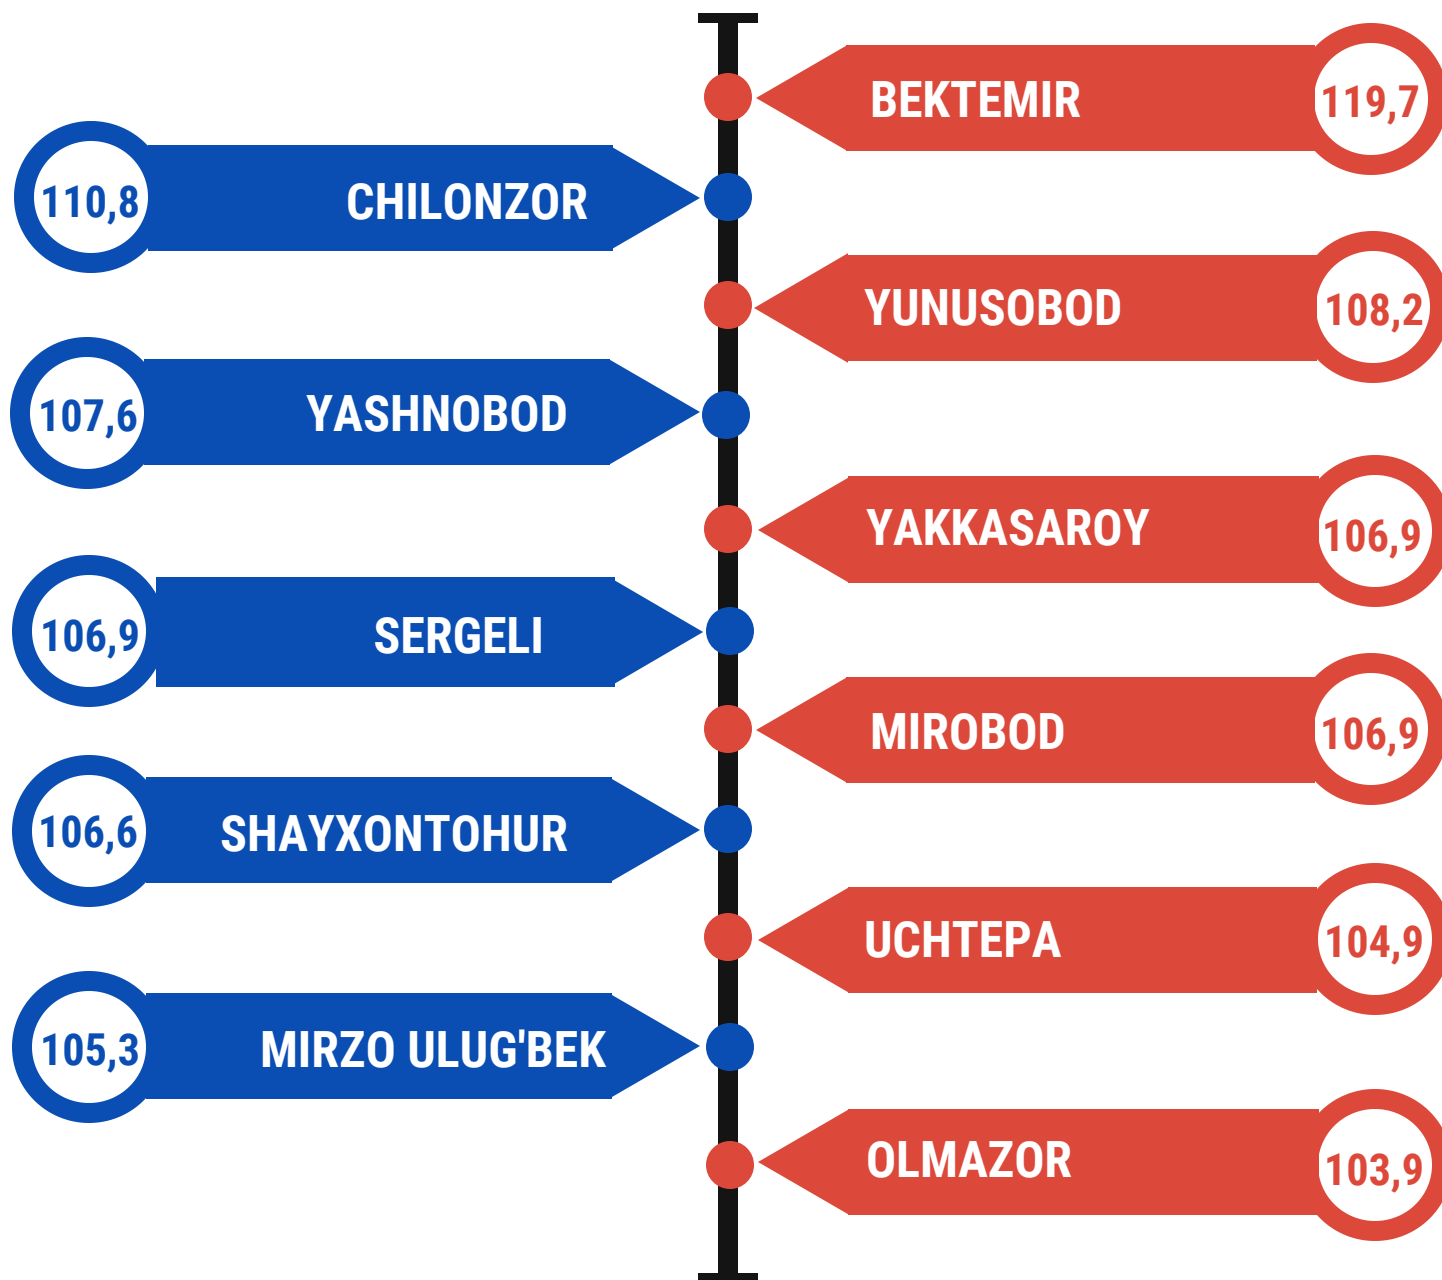 BEKTEMIR 119,7
110,8 CHILONZOR
YUNUSOBOD 108,2
107,6 YASHNOBOD
YAKKASAROY 106,9
106,9 SERGELI
MIROBOD 106,9
106,6 SHAYXONTOHUR
UCHTEPA 104,9
105,3 MIRZO ULUG'BEK
OLMAZOR 103,9